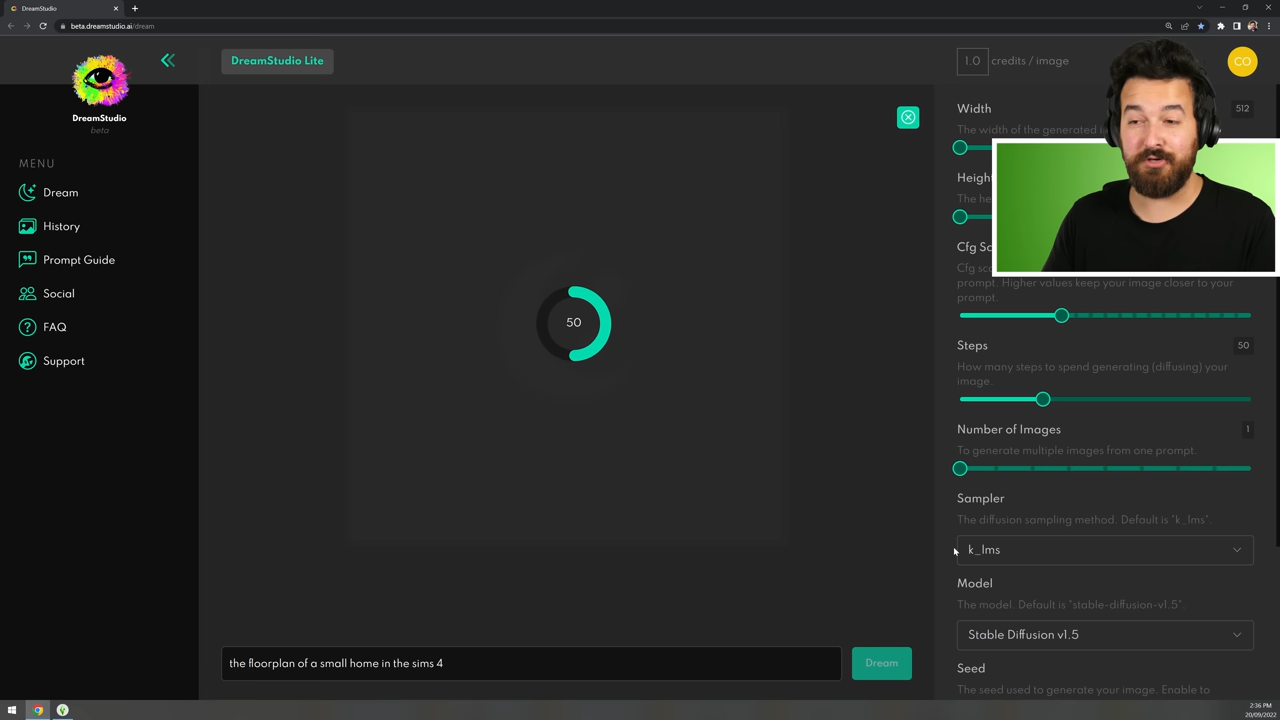 DreamStudio
beta.dreamstudio.ai/dream
DreamStudio Lite
1.0 credits / image
CO
DreamStudio
beta
MENU
Dream
History
Prompt Guide
Social
FAQ
Support
50
the floorplan of a small home in the sims 4
Dream
Width
512
The width of the generated
Height
The he
Cfg Sc
Cfg sc
prompt. Higher values keep your image closer to your
prompt.
Steps
50
How many steps to spend generating (diffusing) your
image.
Number of Images
1
To generate multiple images from one prompt.
Sampler
The diffusion sampling method. Default is "k_lms".
k_lms
Model
The model. Default is "stable-diffusion-v1.5".
Stable Diffusion v1.5
Seed
The seed used to generate your image. Enable to
2:36 PM
20/09/2022